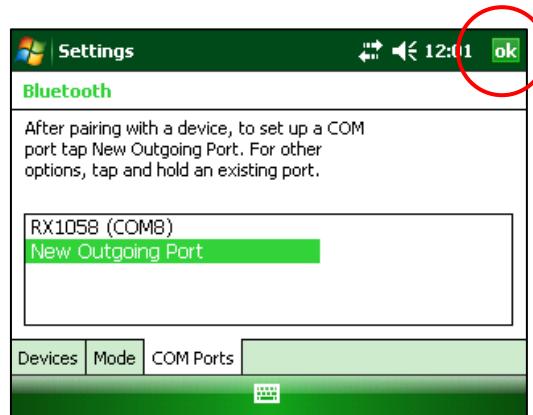 Settings 12:01 ok
Bluetooth
After pairing with a device, to set up a COM
port tap New Outgoing Port. For other
options, tap and hold an existing port.
RX1058 (COM8)
New Outgoing Port
Devices Mode COM Ports